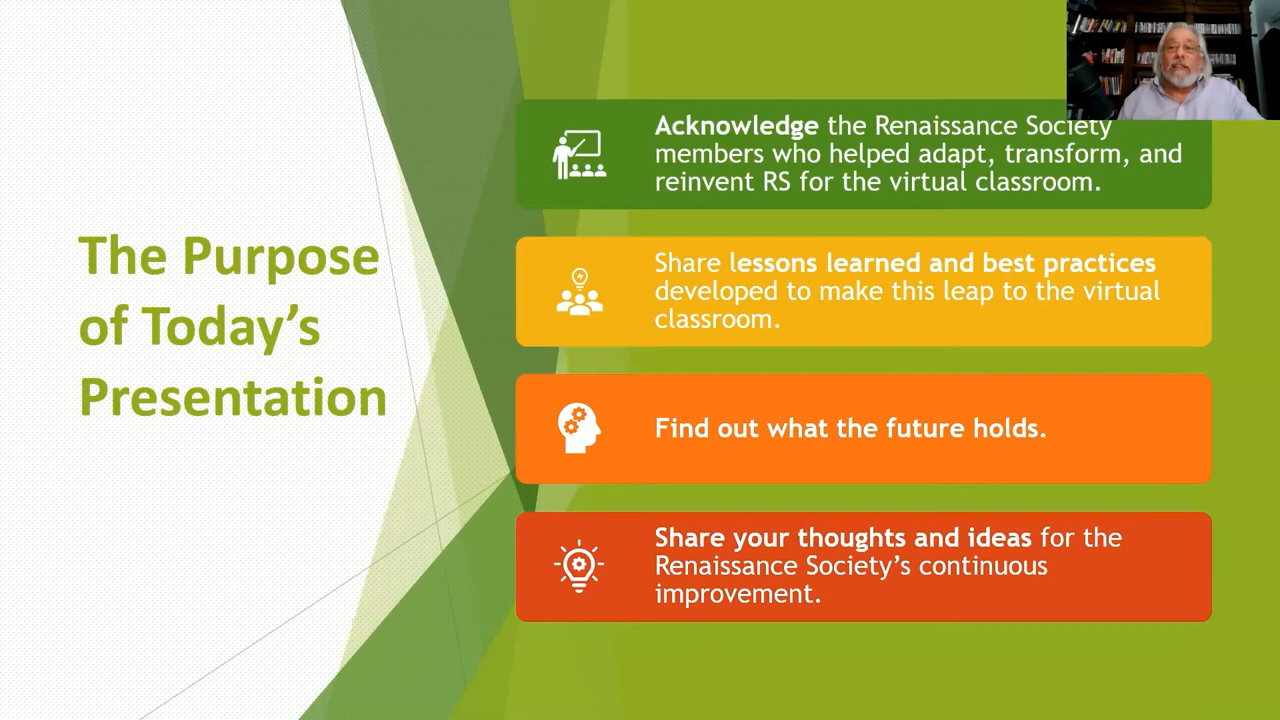 The Purpose
of Today’s
Presentation
Acknowledge the Renaissance Society
members who helped adapt, transform, and
reinvent RS for the virtual classroom.
Share lessons learned and best practices
developed to make this leap to the virtual
classroom.
Find out what the future holds.
Share your thoughts and ideas for the
Renaissance Society’s continuous
improvement.